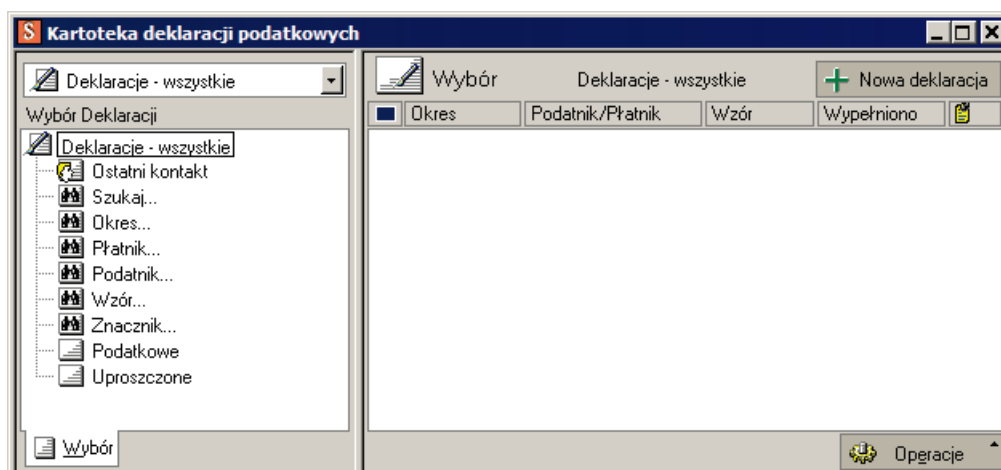 S Kartoteka deklaracji podatkowych
Deklaracje - wszystkie
Wybór Deklaracji
Deklaracje - wszystkie
Ostatni kontakt
Szukaj...
Okres...
Płatnik...
Podatnik...
Wzór...
Znacznik...
Podatkowe
Uproszczone
Wybór
Wybór Deklaracje - wszystkie Nowa deklaracja
Okres Podatnik/Płatnik Wzór Wypełniono
Operacje